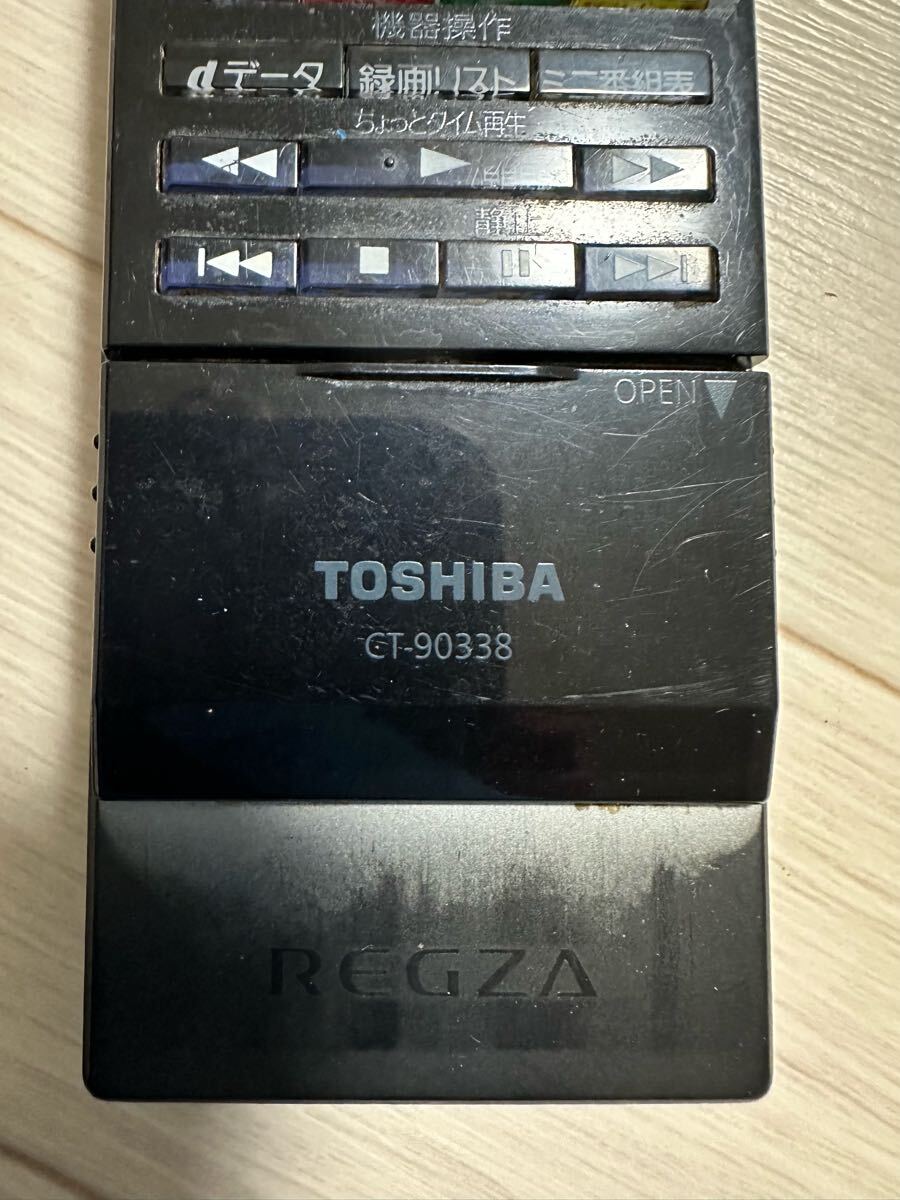 機器操作
dデータ 録画リスト ミニ番組表
ちょっとタイム再生
静止
OPEN
TOSHIBA
CT-90338
REGZA